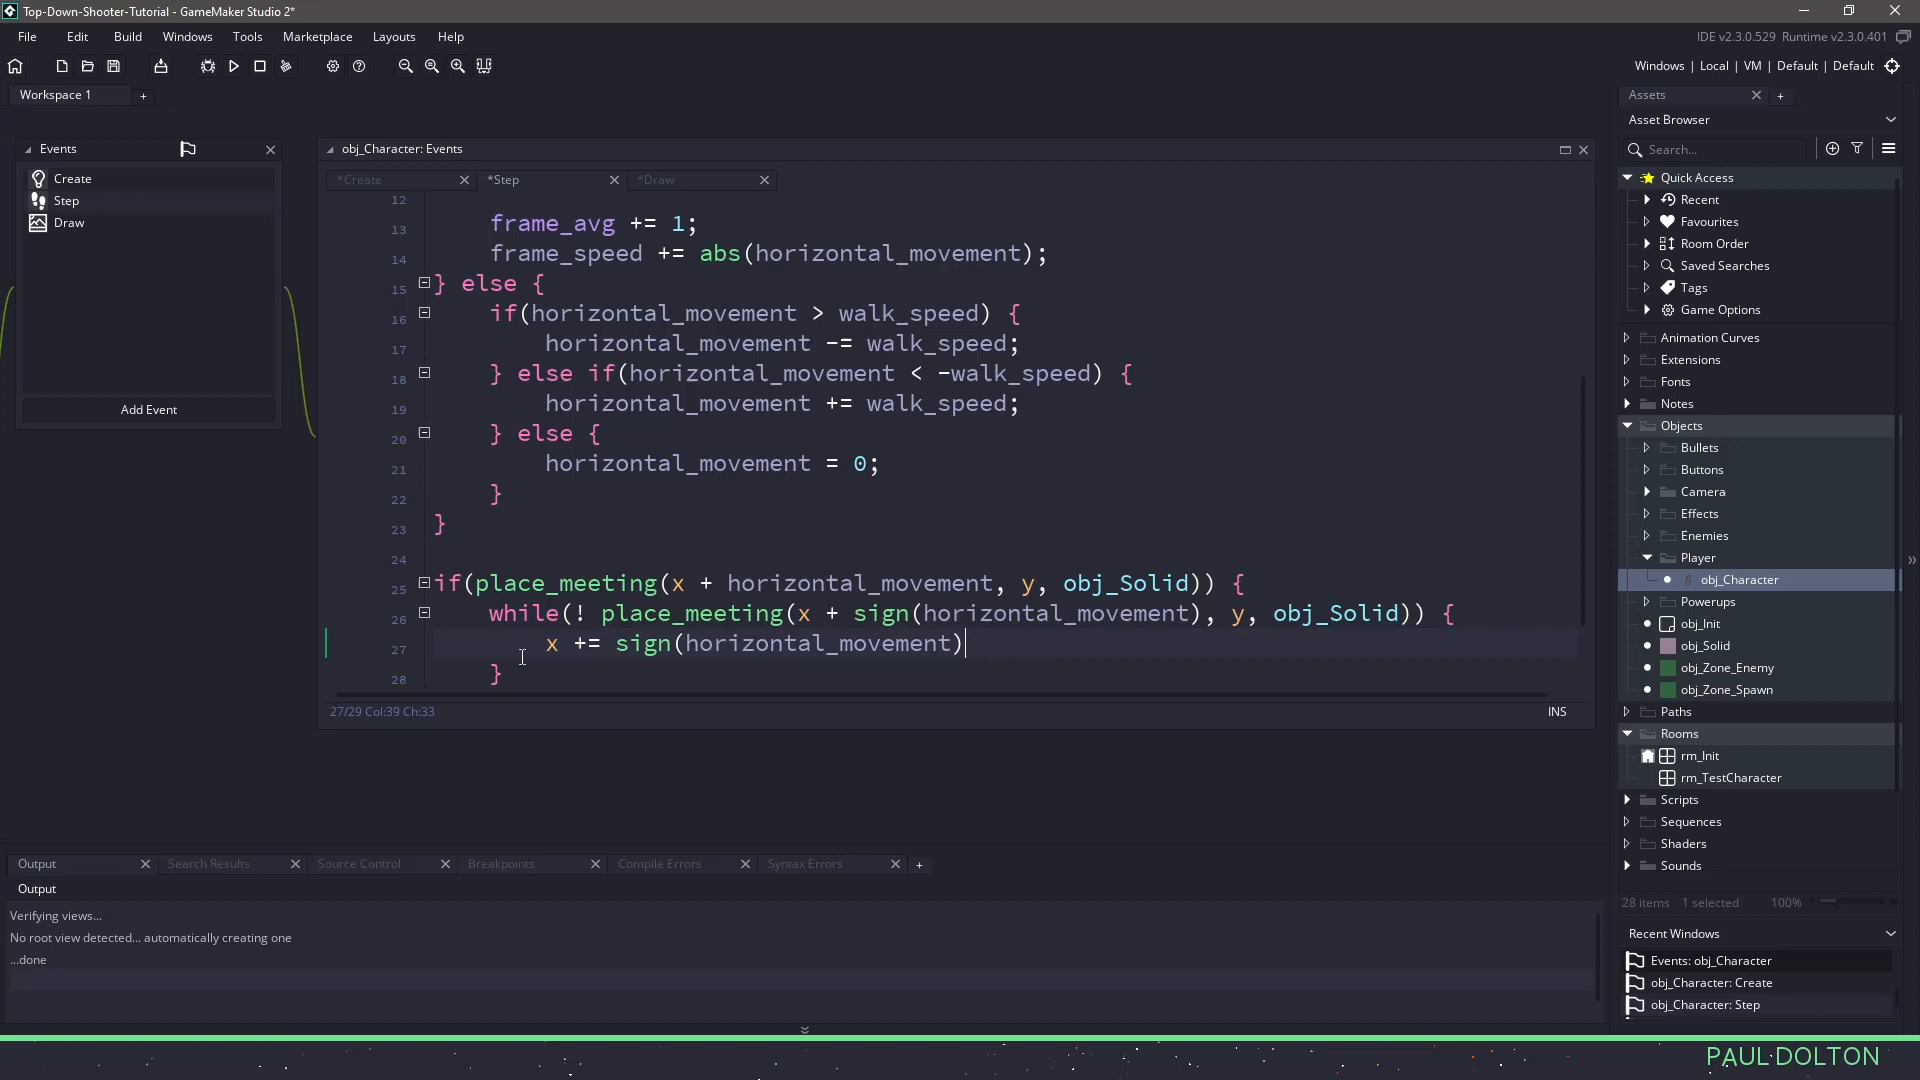 Top-Down-Shooter-Tutorial - GameMaker Studio 2*
File Edit Build Windows Tools Marketplace Layouts Help
IDE v2.3.0.529 Runtime v2.3.0.401
Windows | Local | VM | Default | Default
Workspace 1 +
Events
Create
Step
Draw
Add Event
obj_Character: Events
*Create *Step *Draw
12
13 frame_avg += 1;
14 frame_speed += abs(horizontal_movement);
15 } else {
16 if(horizontal_movement > walk_speed) {
17 horizontal_movement -= walk_speed;
18 } else if(horizontal_movement < -walk_speed) {
19 horizontal_movement += walk_speed;
20 } else {
21 horizontal_movement = 0;
22 }
23 }
24
25 if(place_meeting(x + horizontal_movement, y, obj_Solid)) {
26 while(! place_meeting(x + sign(horizontal_movement), y, obj_Solid)) {
27 x += sign(horizontal_movement)
28 }
27/29 Col:39 Ch:33
INS
Assets +
Asset Browser
Search...
Quick Access
Recent
Favourites
Room Order
Saved Searches
Tags
Game Options
Animation Curves
Extensions
Fonts
Notes
Objects
Bullets
Buttons
Camera
Effects
Enemies
Player
obj_Character
Powerups
obj_Init
obj_Solid
obj_Zone_Enemy
obj_Zone_Spawn
Paths
Rooms
rm_Init
rm_TestCharacter
Scripts
Sequences
Shaders
Sounds
28 items 1 selected 100%
Recent Windows
Events: obj_Character
obj_Character: Create
obj_Character: Step
Output Search Results Source Control Breakpoints Compile Errors Syntax Errors +
Output
Verifying views...
No root view detected... automatically creating one
...done
PAUL DOLTON